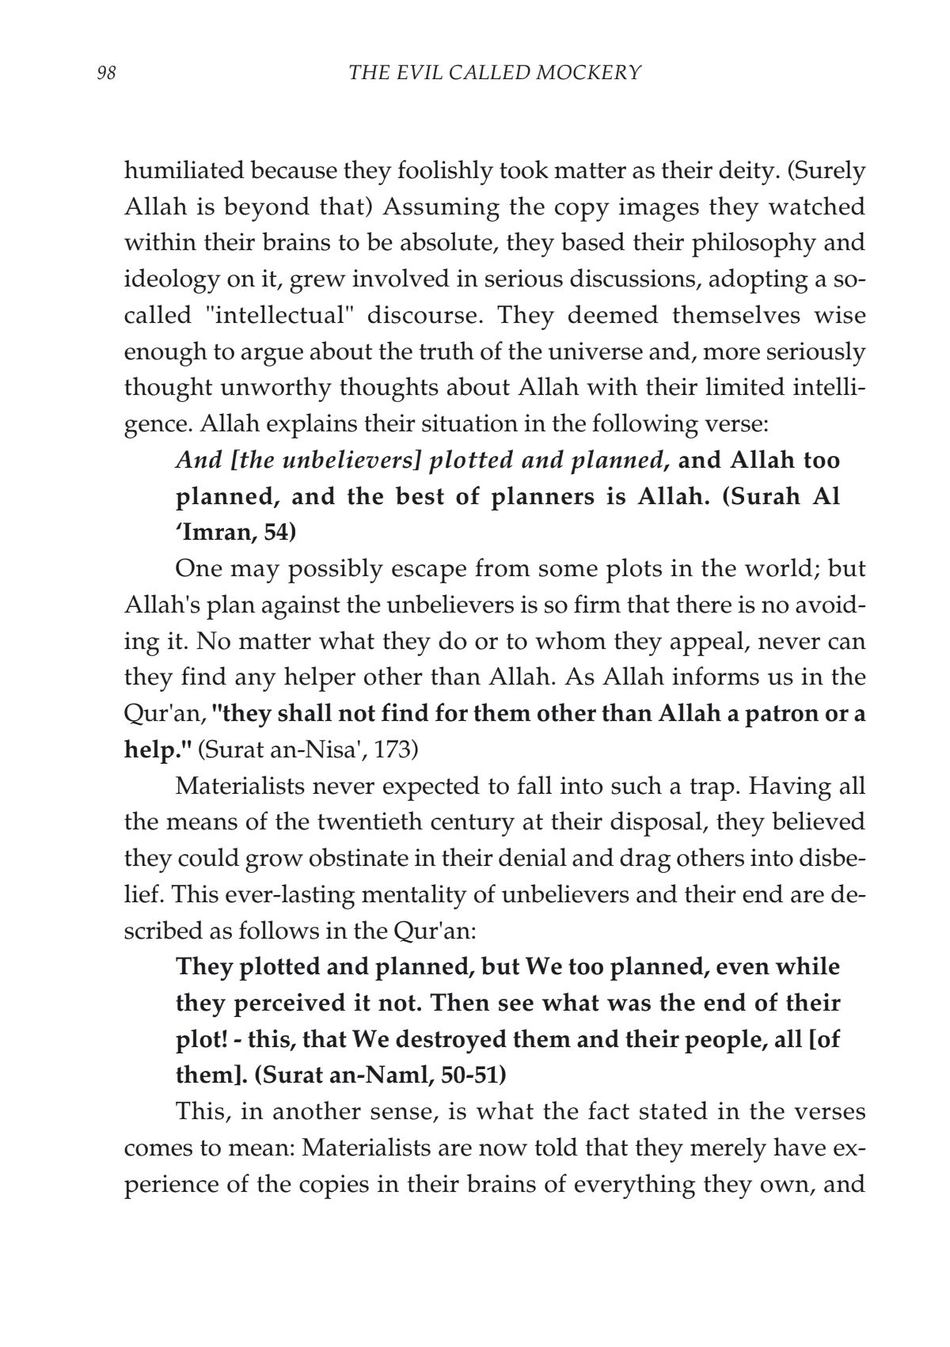 98
THE EVIL CALLED MOCKERY
humiliated because they foolishly took matter as their deity. (Surely
Allah is beyond that) Assuming the copy images they watched
within their brains to be absolute, they based their philosophy and
ideology on it, grew involved in serious discussions, adopting a so-
called "intellectual" discourse. They deemed themselves wise
enough to argue about the truth of the universe and, more seriously
thought unworthy thoughts about Allah with their limited intelli-
gence. Allah explains their situation in the following verse:
And [the unbelievers] plotted and planned, and Allah too
planned, and the best of planners is Allah. (Surah Al
‘Imran, 54)
One may possibly escape from some plots in the world; but
Allah's plan against the unbelievers is so firm that there is no avoid-
ing it. No matter what they do or to whom they appeal, never can
they find any helper other than Allah. As Allah informs us in the
Qur'an, "they shall not find for them other than Allah a patron or a
help." (Surat an-Nisa', 173)
Materialists never expected to fall into such a trap. Having all
the means of the twentieth century at their disposal, they believed
they could grow obstinate in their denial and drag others into disbe-
lief. This ever-lasting mentality of unbelievers and their end are de-
scribed as follows in the Qur'an:
They plotted and planned, but We too planned, even while
they perceived it not. Then see what was the end of their
plot! - this, that We destroyed them and their people, all [of
them]. (Surat an-Naml, 50-51)
This, in another sense, is what the fact stated in the verses
comes to mean: Materialists are now told that they merely have ex-
perience of the copies in their brains of everything they own, and